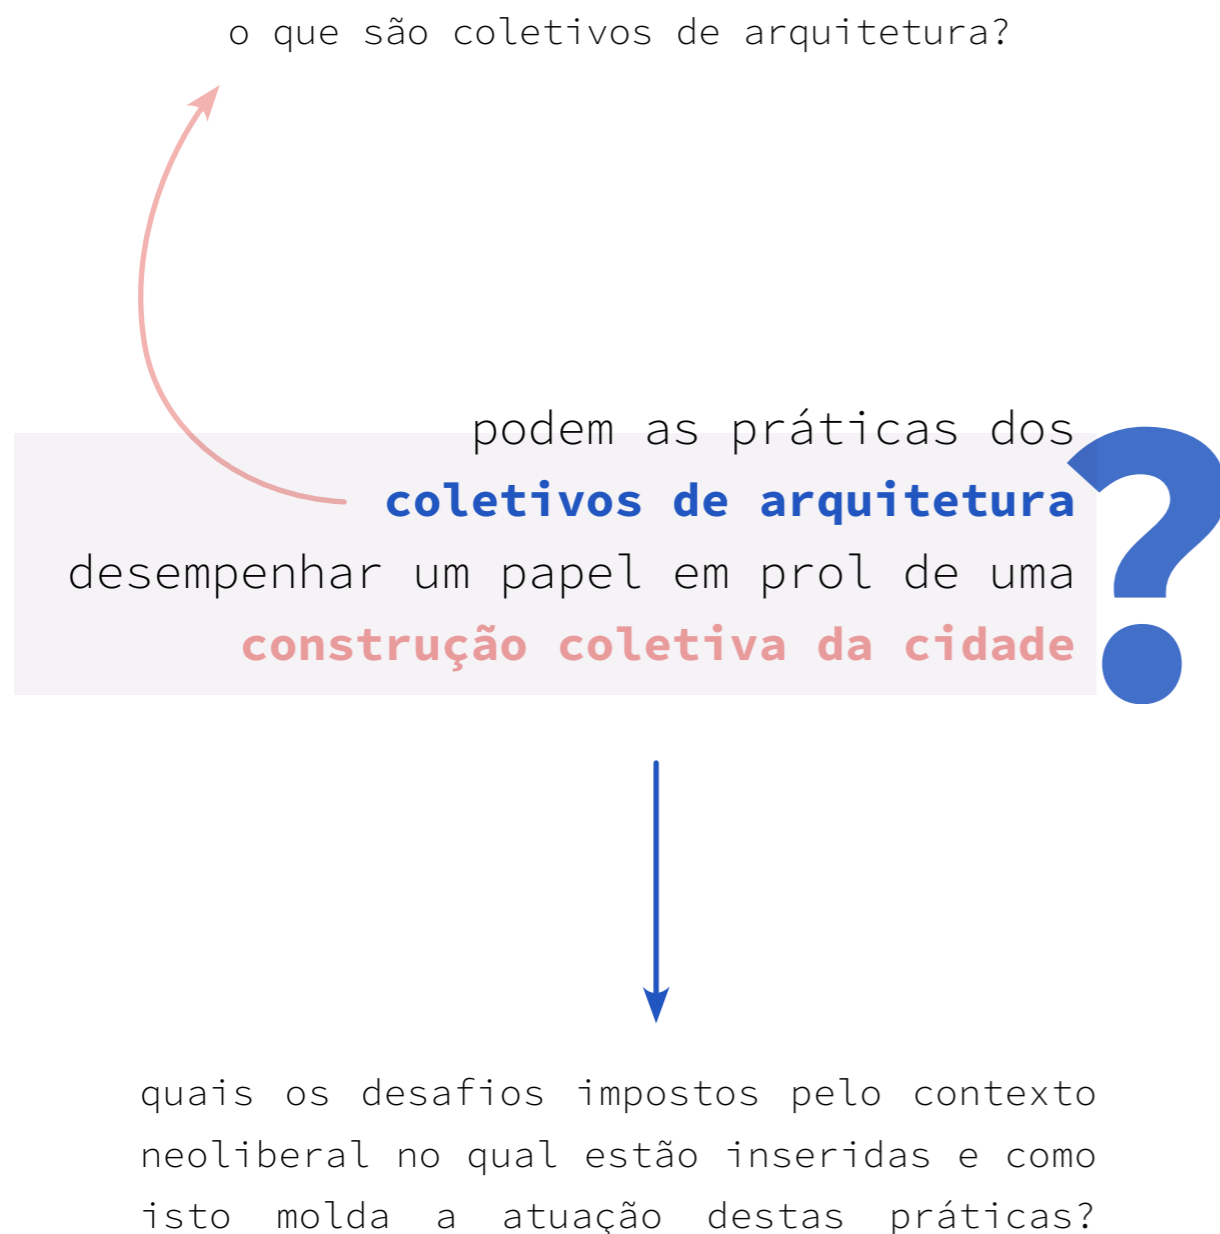 o que são coletivos de arquitetura?
podem as práticas dos
coletivos de arquitetura
desempenhar um papel em prol de uma
construção coletiva da cidade
?
quais os desafios impostos pelo contexto
neoliberal no qual estão inseridas e como
isto molda a atuação destas práticas?